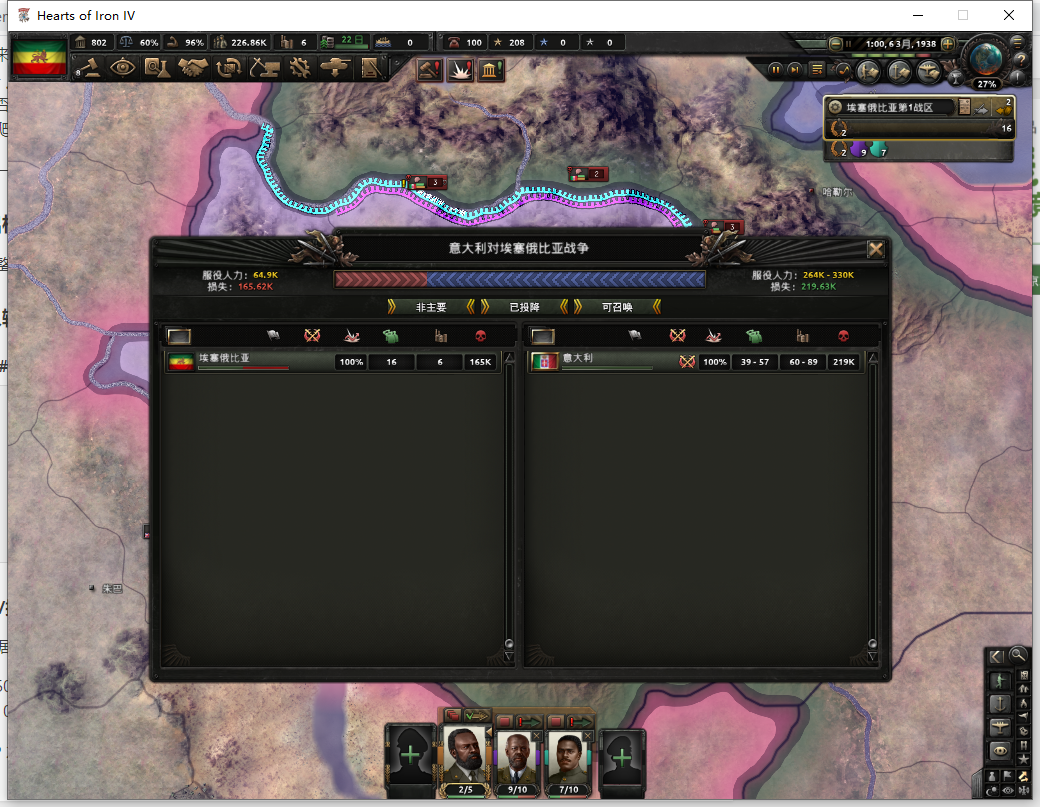 Hearts of Iron IV
802 60% 96% 226.86K 6 22日 0 100 208 0 0
1:00, 6 3月, 1938
8
27%
埃塞俄比亚第1战区 2
2 16
2 9 7
3
2
哈勒尔
3
意大利对埃塞俄比亚战争
服役人力: 64.9K
损失: 165.62K
服役人力: 264K - 330K
损失: 219.63K
非主要 已投降 可召唤
埃塞俄比亚 100% 16 6 165K
意大利 100% 39 - 57 60 - 89 219K
朱巴
2/5 9/10 7/10